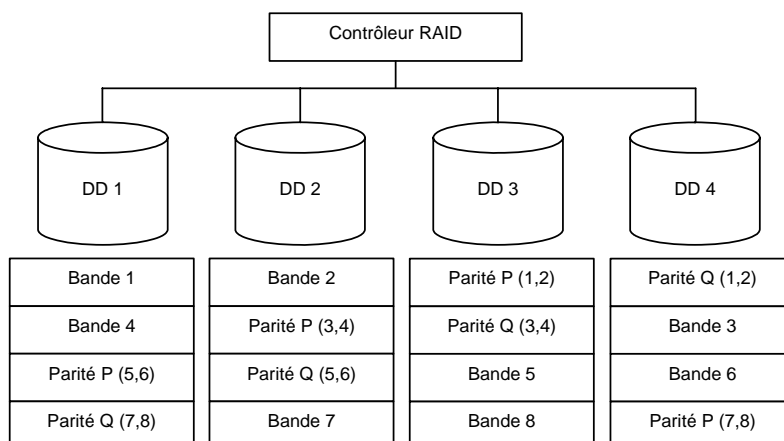 Contrôleur RAID
DD 1
DD 2
DD 3
DD 4
Bande 1
Bande 2
Parité P (1,2)
Parité Q (1,2)
Bande 4
Parité P (3,4)
Parité Q (3,4)
Bande 3
Parité P (5,6)
Parité Q (5,6)
Bande 5
Bande 6
Parité Q (7,8)
Bande 7
Bande 8
Parité P (7,8)